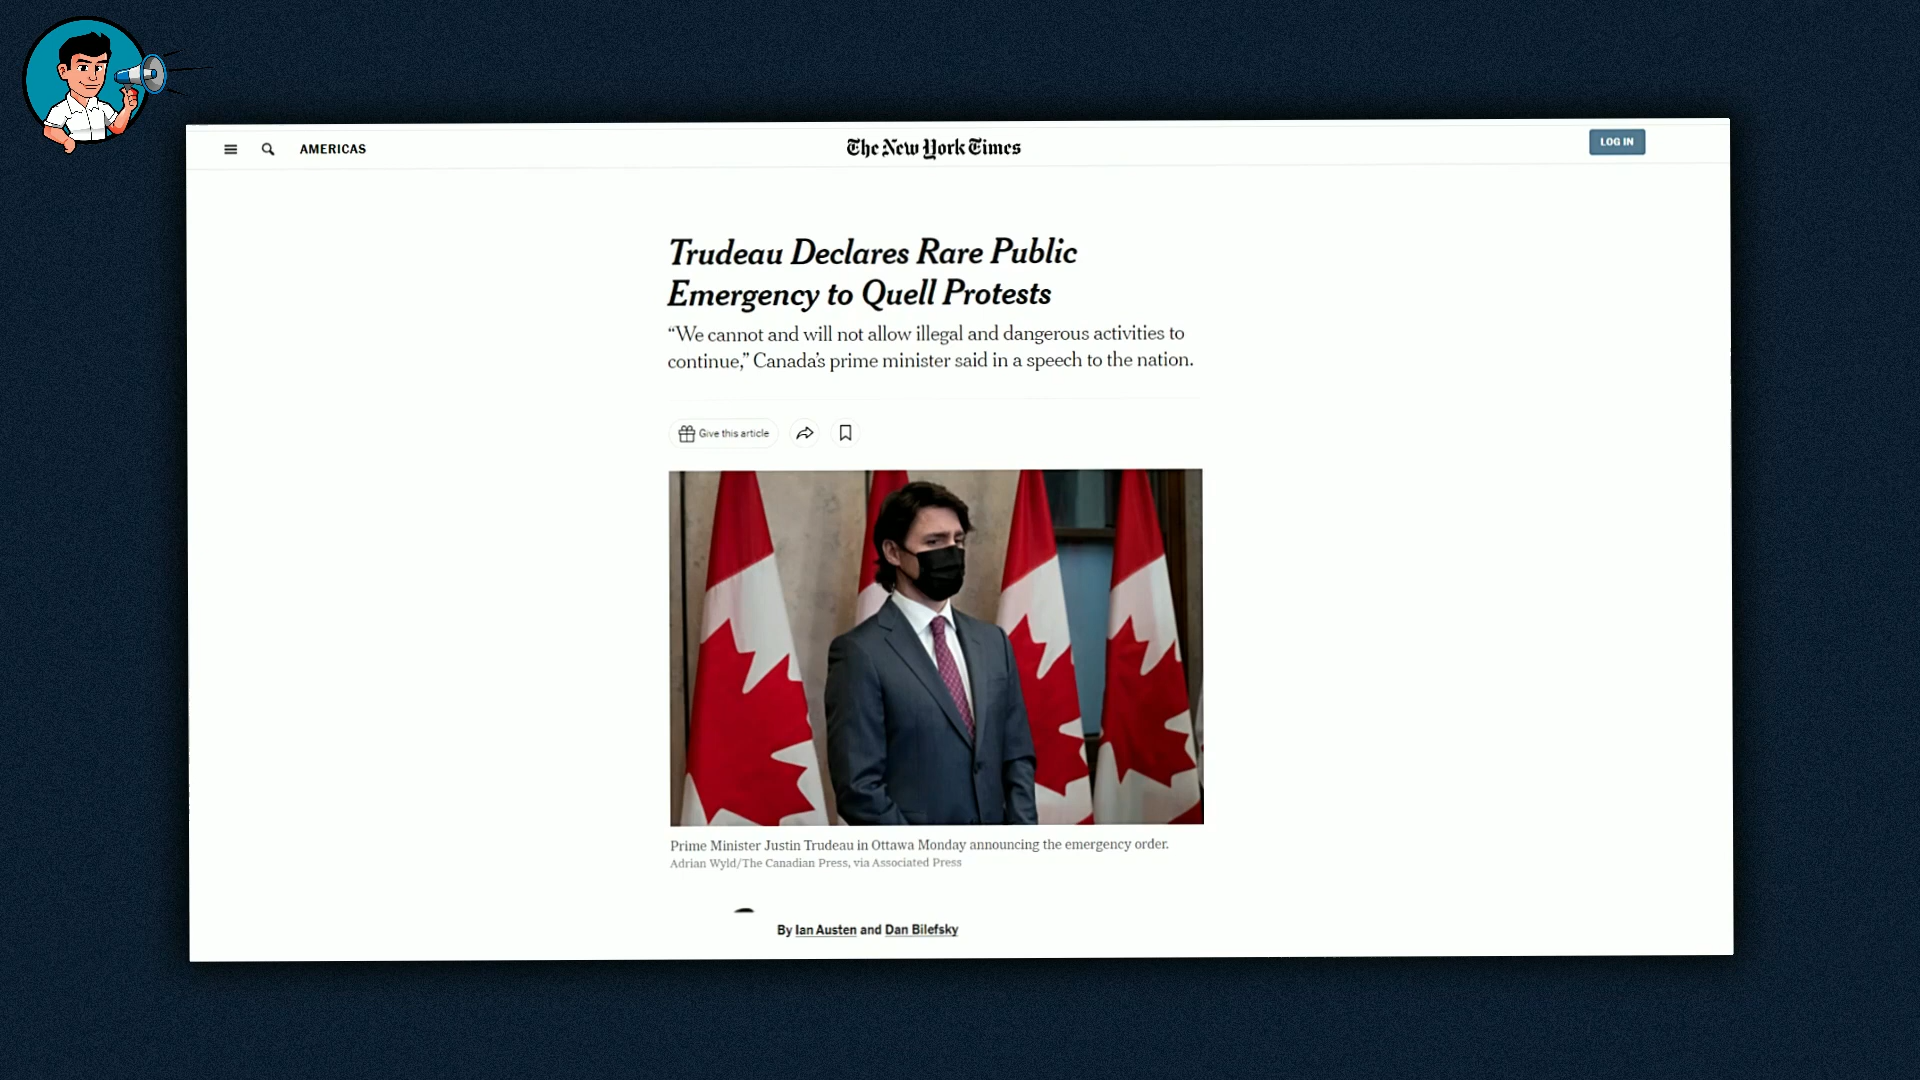 AMERICAS
The New York Times
LOG IN
Trudeau Declares Rare Public
Emergency to Quell Protests
“We cannot and will not allow illegal and dangerous activities to
continue,” Canada’s prime minister said in a speech to the nation.
Give this article
Prime Minister Justin Trudeau in Ottawa Monday announcing the emergency order.
Adrian Wyld/The Canadian Press, via Associated Press
By Ian Austen and Dan Bilefsky